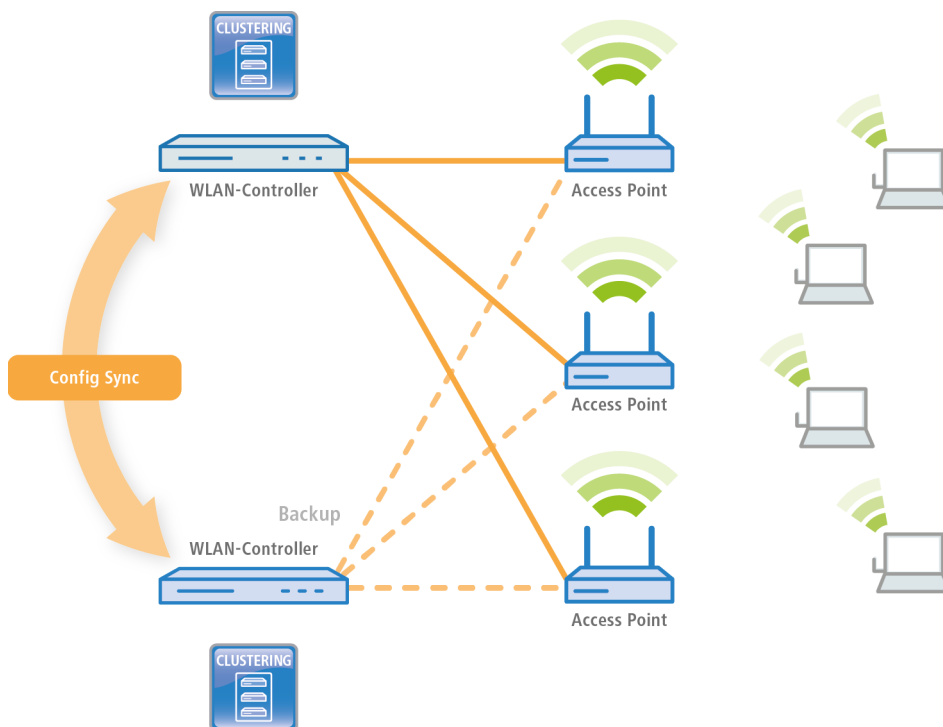 CLUSTERING
WLAN-Controller
Access Point
Access Point
Config Sync
Backup
WLAN-Controller
Access Point
CLUSTERING